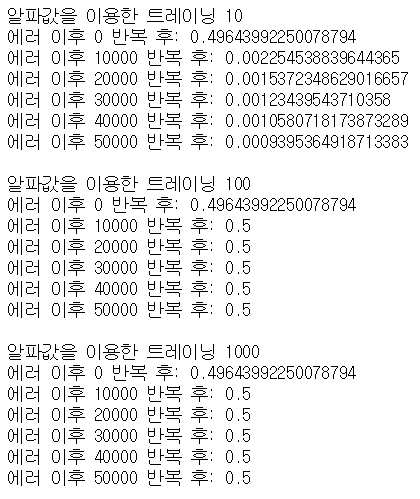 알파값을 이용한 트레이닝 10
에러 이후 0 반복 후: 0.49643992250078794
에러 이후 10000 반복 후: 0.002254538839644365
에러 이후 20000 반복 후: 0.0015372348629016657
에러 이후 30000 반복 후: 0.00123439543710358
에러 이후 40000 반복 후: 0.0010580718173873289
에러 이후 50000 반복 후: 0.0009395364918713383
알파값을 이용한 트레이닝 100
에러 이후 0 반복 후: 0.49643992250078794
에러 이후 10000 반복 후: 0.5
에러 이후 20000 반복 후: 0.5
에러 이후 30000 반복 후: 0.5
에러 이후 40000 반복 후: 0.5
에러 이후 50000 반복 후: 0.5
알파값을 이용한 트레이닝 1000
에러 이후 0 반복 후: 0.49643992250078794
에러 이후 10000 반복 후: 0.5
에러 이후 20000 반복 후: 0.5
에러 이후 30000 반복 후: 0.5
에러 이후 40000 반복 후: 0.5
에러 이후 50000 반복 후: 0.5